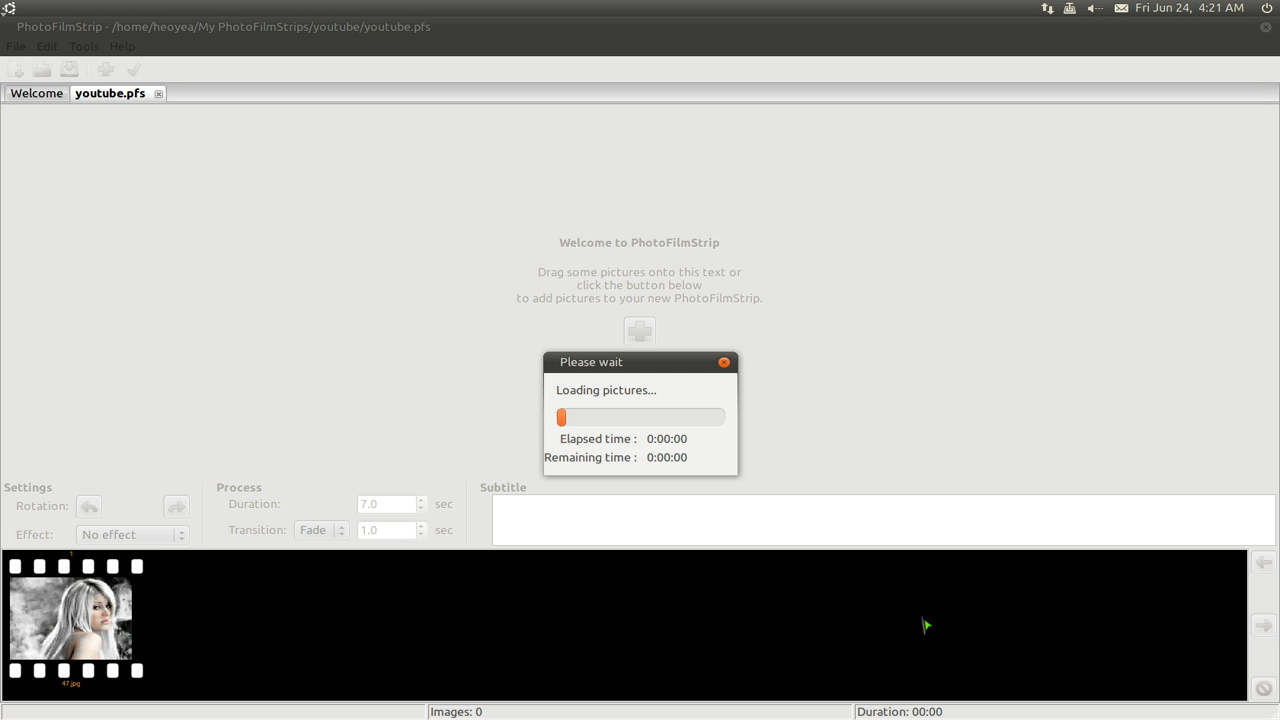 Fri Jun 24, 4:21 AM
PhotoFilmStrip - /home/heoyea/My PhotoFilmStrips/youtube/youtube.pfs
File Edit Tools Help
Welcome youtube.pfs
Welcome to PhotoFilmStrip
Drag some pictures onto this text or
click the button below
to add pictures to your new PhotoFilmStrip.
Please wait
Loading pictures...
Elapsed time : 0:00:00
Remaining time : 0:00:00
Settings Process Subtitle
Rotation: Duration: 7.0 sec
Effect: No effect Transition: Fade 1.0 sec
1
47.jpg
Images: 0 Duration: 00:00